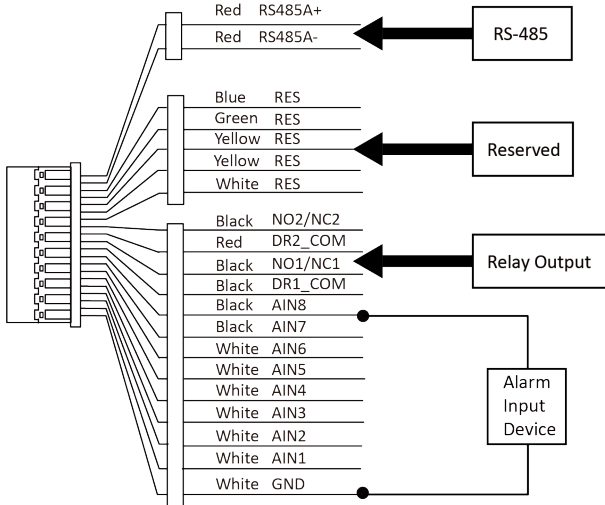 Red RS485A+
Red RS485A-
RS-485
Blue RES
Green RES
Yellow RES
Yellow RES
White RES
Reserved
Black NO2/NC2
Red DR2_COM
Black NO1/NC1
Black DR1_COM
Relay Output
Black AIN8
Black AIN7
White AIN6
White AIN5
White AIN4
White AIN3
White AIN2
White AIN1
White GND
Alarm
Input
Device